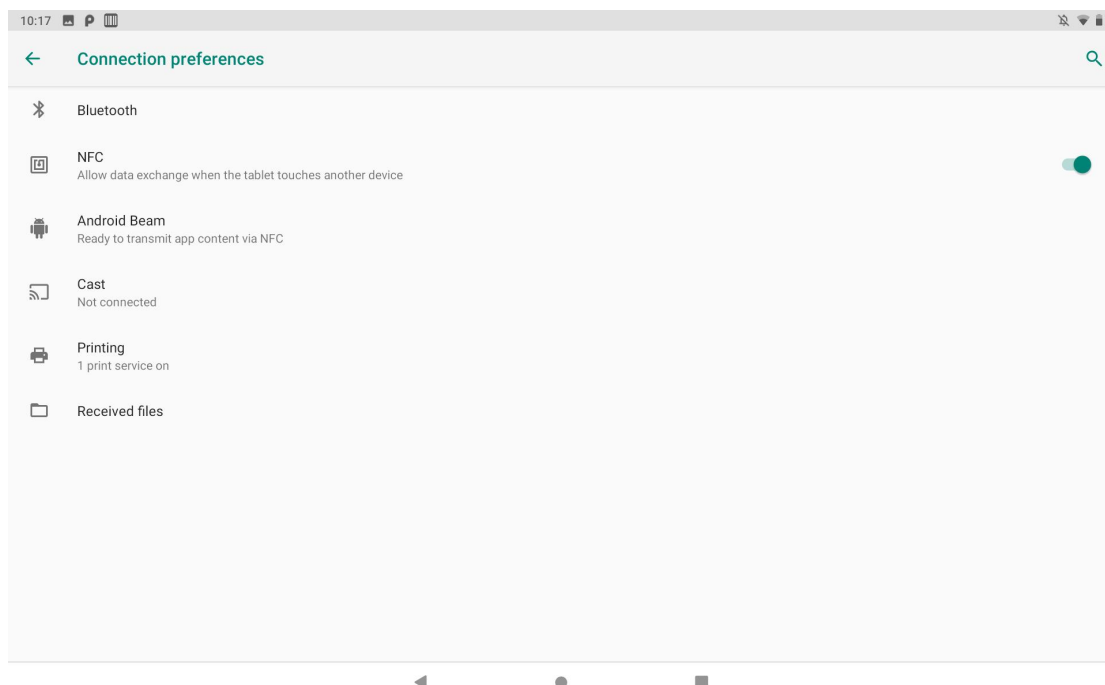 10:17
Connection preferences
Bluetooth
NFC
Allow data exchange when the tablet touches another device
Android Beam
Ready to transmit app content via NFC
Cast
Not connected
Printing
1 print service on
Received files